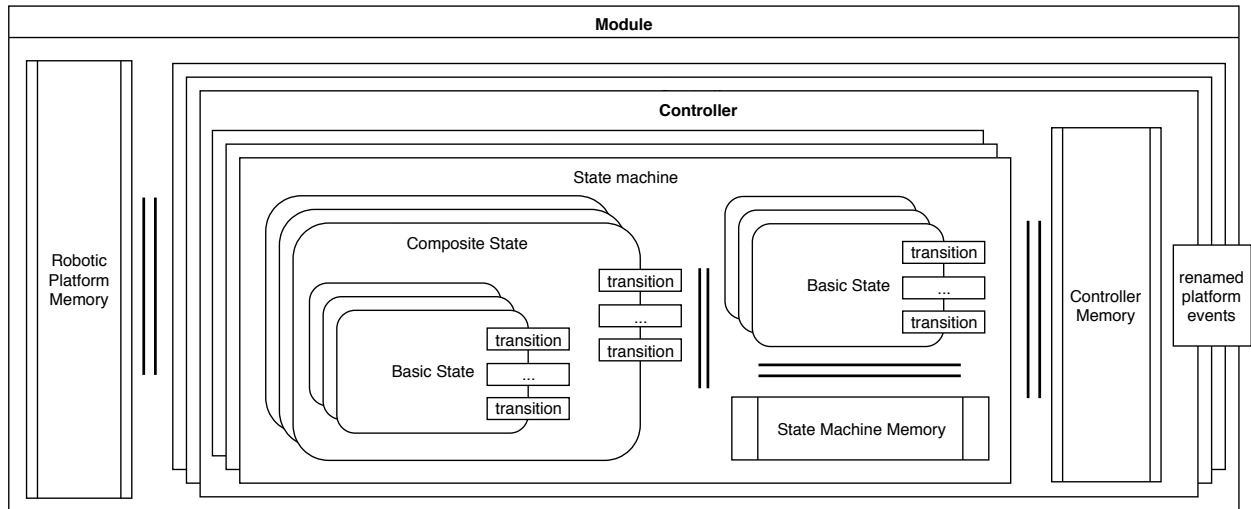 Module
Robotic
Platform
Memory
Controller
State machine
Composite State
transition
...
transition
Basic State
transition
...
transition
Basic State
transition
...
transition
State Machine Memory
Controller
Memory
renamed
platform
events